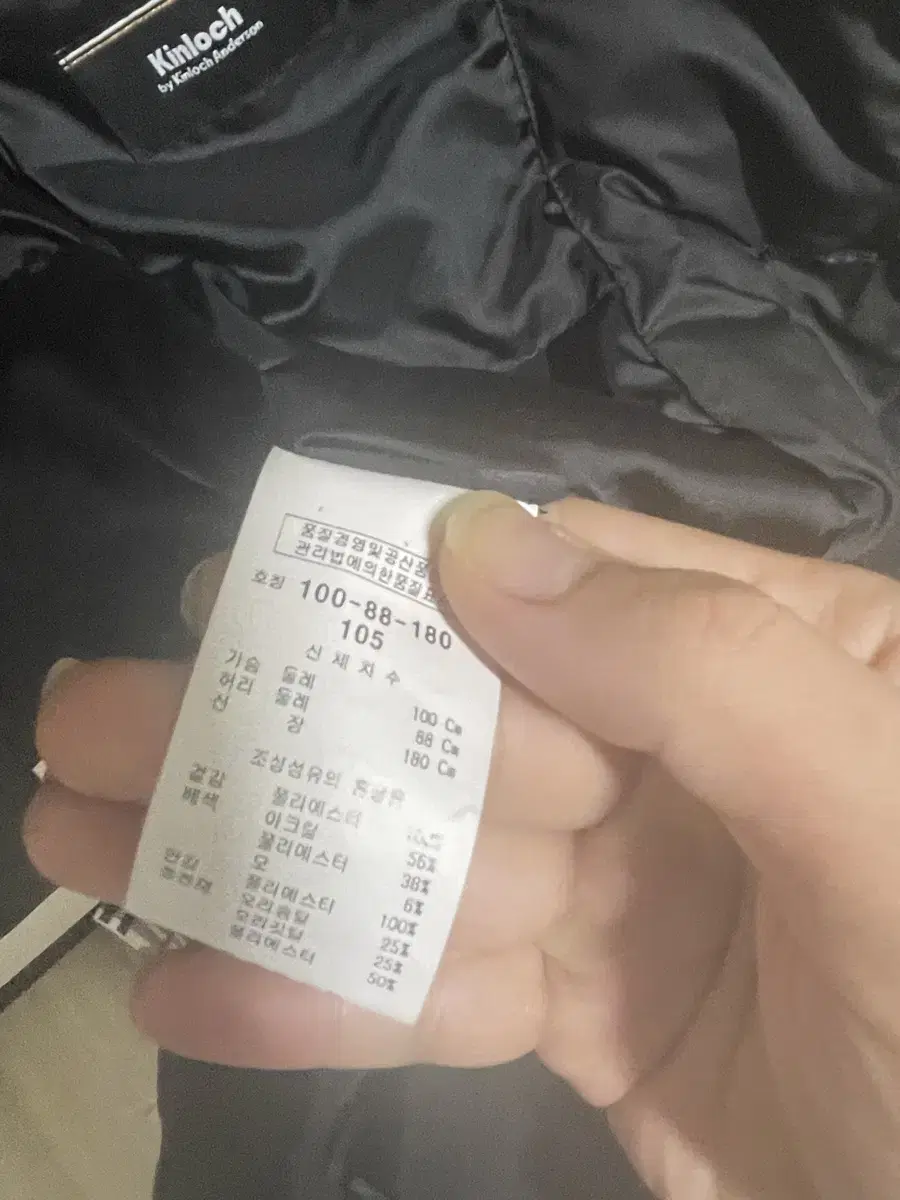 Kinloch
by Kinloch Anderson
품질경영및공산품
관리법에의한품질표
호칭 100-88-180
105
신 체 치 수
가슴 둘레 100 Cm
허리 둘레 88 Cm
신 장 180 Cm
조성섬유의 혼용율
겉감 폴리에스터 100%
배색 아크릴 56%
폴리에스터 38%
모 6%
안감 폴리에스터 100%
충전재 오리솜털 25%
오리깃털 25%
폴리에스터 50%